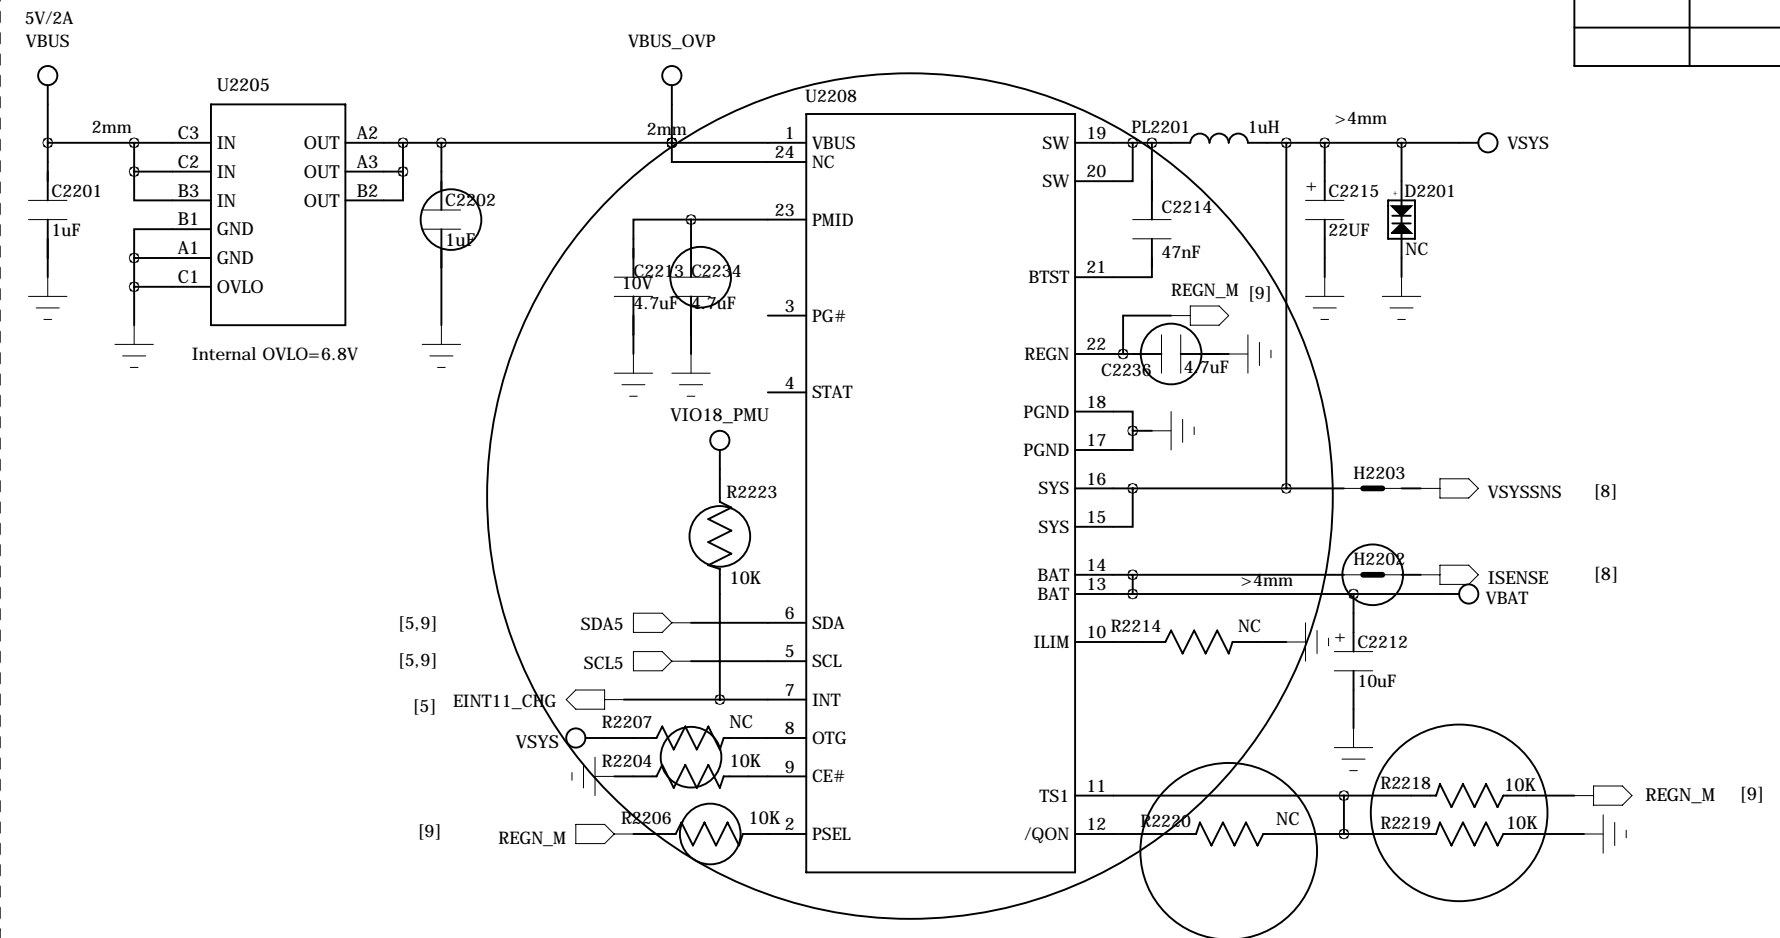 5V/2A
VBUS
VBUS_OVP
U2205
U2208
2mm
C3 IN OUT A2
C2 IN OUT A3
B3 IN OUT B2
B1 GND
A1 GND
C1 OVLO
C2201
1uF
C2202
1uF
Internal OVLO=6.8V
2mm
1 VBUS
24 NC
23 PMID
C2213 C2234
10V
4.7uF 4.7uF
3 PG#
4 STAT
VIO18_PMU
R2223
10K
[5,9] SDA5 6 SDA
[5,9] SCL5 5 SCL
[5] EINT11_CHG 7 INT
VSYS R2207 NC 8 OTG
R2204 10K 9 CE#
[9] REGN_M R2206 10K 2 PSEL
SW 19 PL2201 1uH >4mm VSYS
SW 20
C2214
47nF
BTST 21
+ C2215
22UF
+ D2201
NC
REGN_M [9]
REGN 22
C2236 4.7uF
PGND 18
PGND 17
SYS 16 H2203 VSYSSNS [8]
SYS 15
BAT 14 H2202 ISENSE [8]
BAT 13 >4mm VBAT
ILIM 10 R2214 NC
+ C2212
10uF
TS1 11 R2218 10K REGN_M [9]
/QON 12 R2220 NC R2219 10K